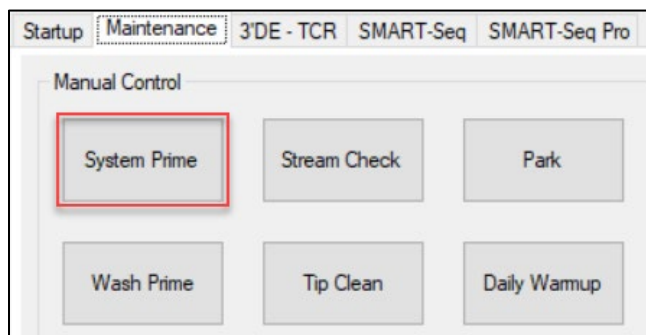 Startup Maintenance 3'DE - TCR SMART-Seq SMART-Seq Pro
Manual Control
System Prime Stream Check Park
Wash Prime Tip Clean Daily Warmup